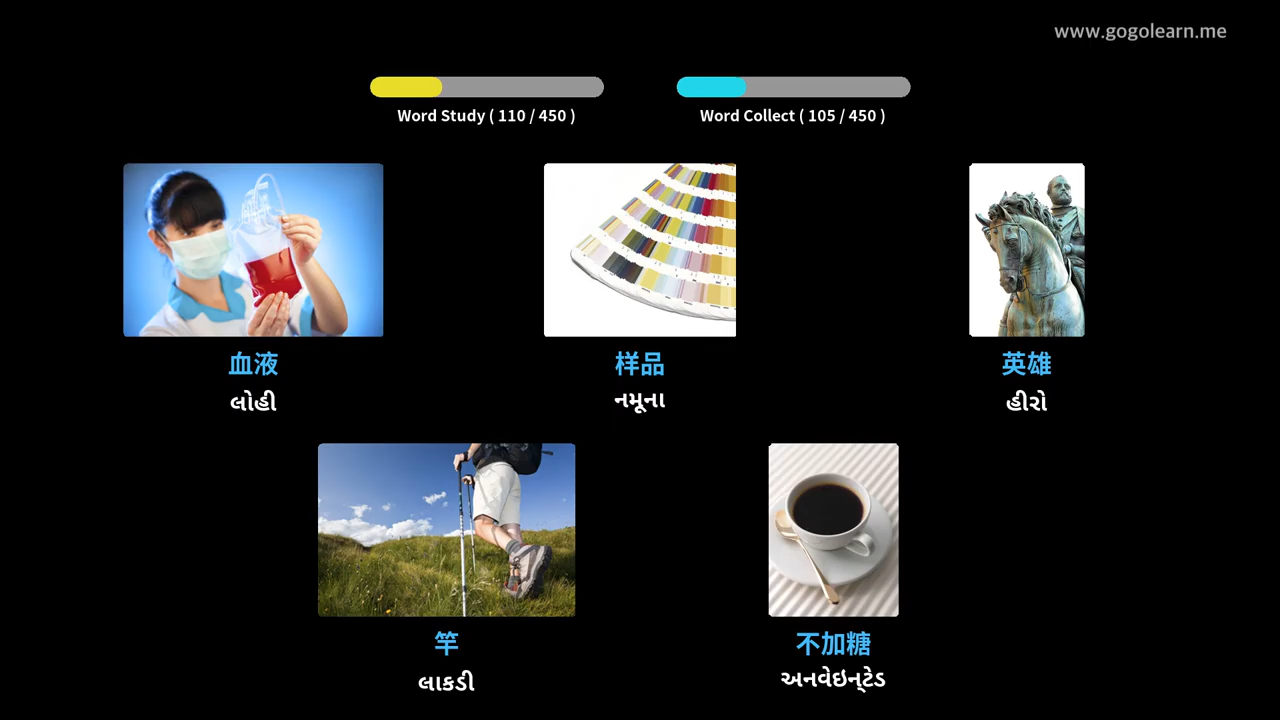 www.gogolearn.me
Word Study ( 110 / 450 )
Word Collect ( 105 / 450 )
血液
લોહી
样品
નમૂના
英雄
હીરો
竿
લાકડી
不加糖
અનવેઇન્ટેડ